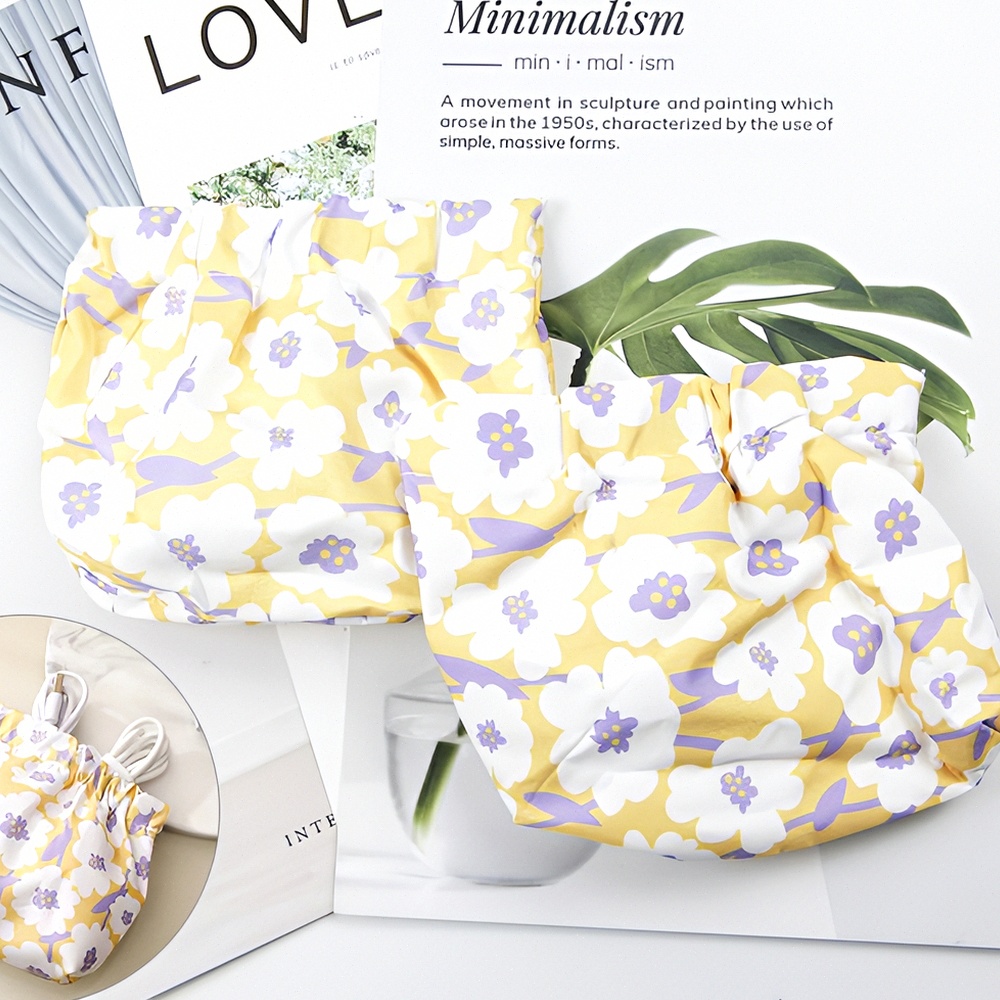 NF
LOVE
Minimalism
min · i · mal · ism
A movement in sculpture and painting which
arose in the 1950s, characterized by the use of
simple, massive forms.
INTE